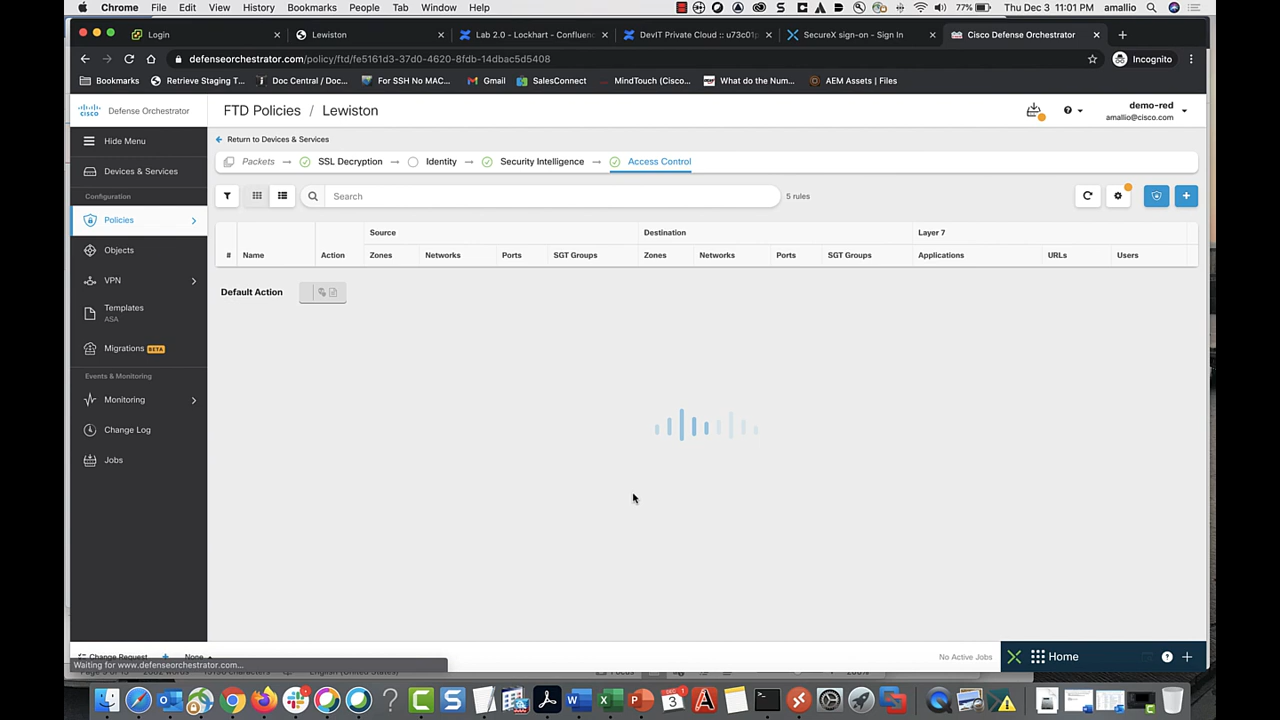 Chrome File Edit View History Bookmarks People Tab Window Help 77% Thu Dec 3 11:01 PM amallio
Login Lewiston Lab 2.0 - Lockhart - Confluenc DevIT Private Cloud :: u73c01p SecureX sign-on - Sign In Cisco Defense Orchestrator
defenseorchestrator.com/policy/ftd/fe5161d3-37d0-4620-8fdb-14dbac5d5408 Incognito
Bookmarks Retrieve Staging T... Doc Central / Doc... For SSH No MAC... Gmail SalesConnect MindTouch (Cisco... What do the Num... AEM Assets | Files
cisco Defense Orchestrator FTD Policies / Lewiston demo-red
amallio@cisco.com
Hide Menu Return to Devices & Services
Packets SSL Decryption Identity Security Intelligence Access Control
Devices & Services
Configuration Search 5 rules
Policies
Source Destination Layer 7
Objects # Name Action Zones Networks Ports SGT Groups Zones Networks Ports SGT Groups Applications URLs Users
VPN
Default Action
Templates
ASA
Migrations BETA
Events & Monitoring
Monitoring
Change Log
Jobs
Change Request None No Active Jobs Home
Waiting for www.defenseorchestrator.com...